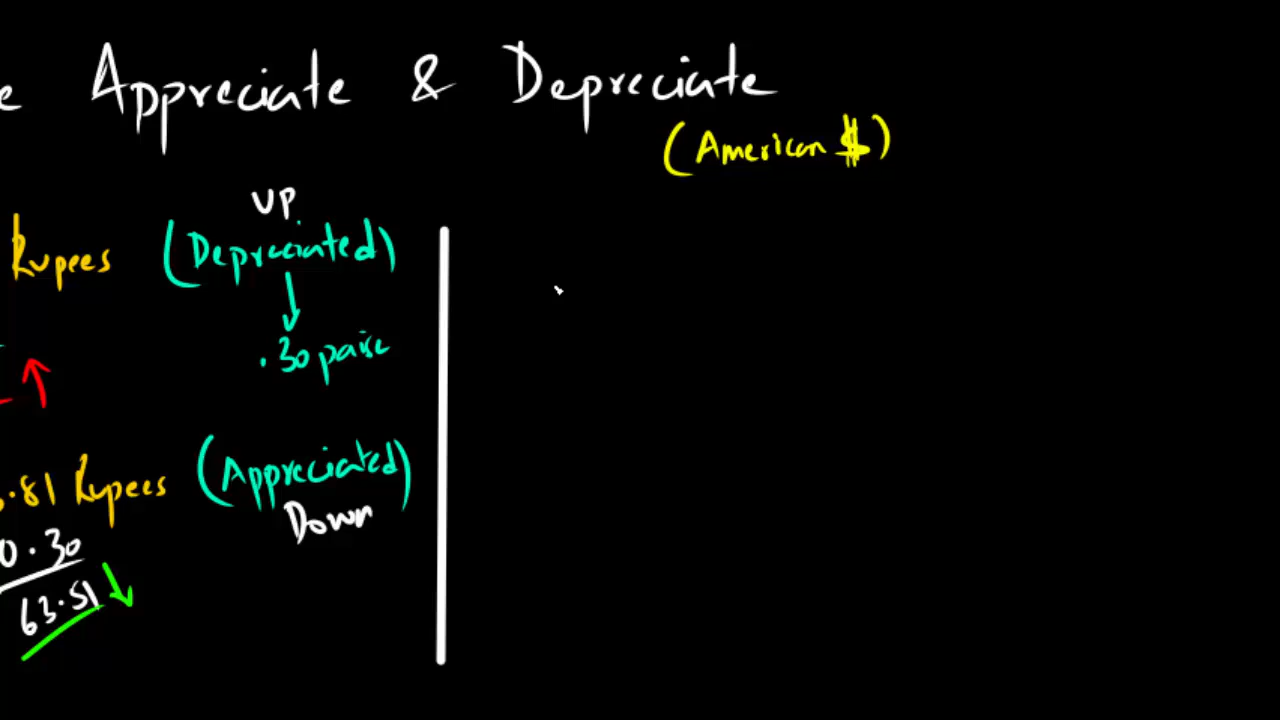 e Appreciate & Depreciate
(American $)
UP
Rupees (Depreciated)
.30 paise
.81 Rupees (Appreciated)
Down
0.30
63.51